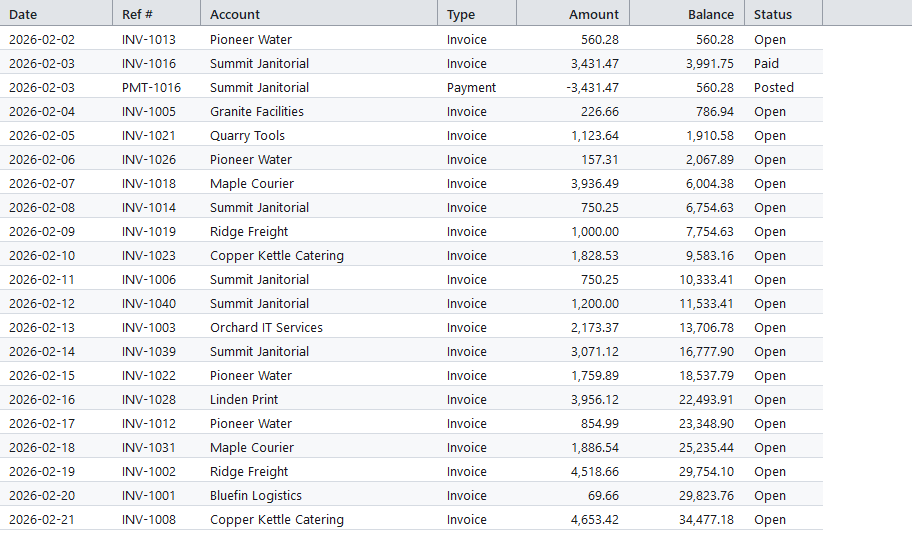 Date Ref # Account Type Amount Balance Status
2026-02-02 INV-1013 Pioneer Water Invoice 560.28 560.28 Open
2026-02-03 INV-1016 Summit Janitorial Invoice 3,431.47 3,991.75 Paid
2026-02-03 PMT-1016 Summit Janitorial Payment -3,431.47 560.28 Posted
2026-02-04 INV-1005 Granite Facilities Invoice 226.66 786.94 Open
2026-02-05 INV-1021 Quarry Tools Invoice 1,123.64 1,910.58 Open
2026-02-06 INV-1026 Pioneer Water Invoice 157.31 2,067.89 Open
2026-02-07 INV-1018 Maple Courier Invoice 3,936.49 6,004.38 Open
2026-02-08 INV-1014 Summit Janitorial Invoice 750.25 6,754.63 Open
2026-02-09 INV-1019 Ridge Freight Invoice 1,000.00 7,754.63 Open
2026-02-10 INV-1023 Copper Kettle Catering Invoice 1,828.53 9,583.16 Open
2026-02-11 INV-1006 Summit Janitorial Invoice 750.25 10,333.41 Open
2026-02-12 INV-1040 Summit Janitorial Invoice 1,200.00 11,533.41 Open
2026-02-13 INV-1003 Orchard IT Services Invoice 2,173.37 13,706.78 Open
2026-02-14 INV-1039 Summit Janitorial Invoice 3,071.12 16,777.90 Open
2026-02-15 INV-1022 Pioneer Water Invoice 1,759.89 18,537.79 Open
2026-02-16 INV-1028 Linden Print Invoice 3,956.12 22,493.91 Open
2026-02-17 INV-1012 Pioneer Water Invoice 854.99 23,348.90 Open
2026-02-18 INV-1031 Maple Courier Invoice 1,886.54 25,235.44 Open
2026-02-19 INV-1002 Ridge Freight Invoice 4,518.66 29,754.10 Open
2026-02-20 INV-1001 Bluefin Logistics Invoice 69.66 29,823.76 Open
2026-02-21 INV-1008 Copper Kettle Catering Invoice 4,653.42 34,477.18 Open